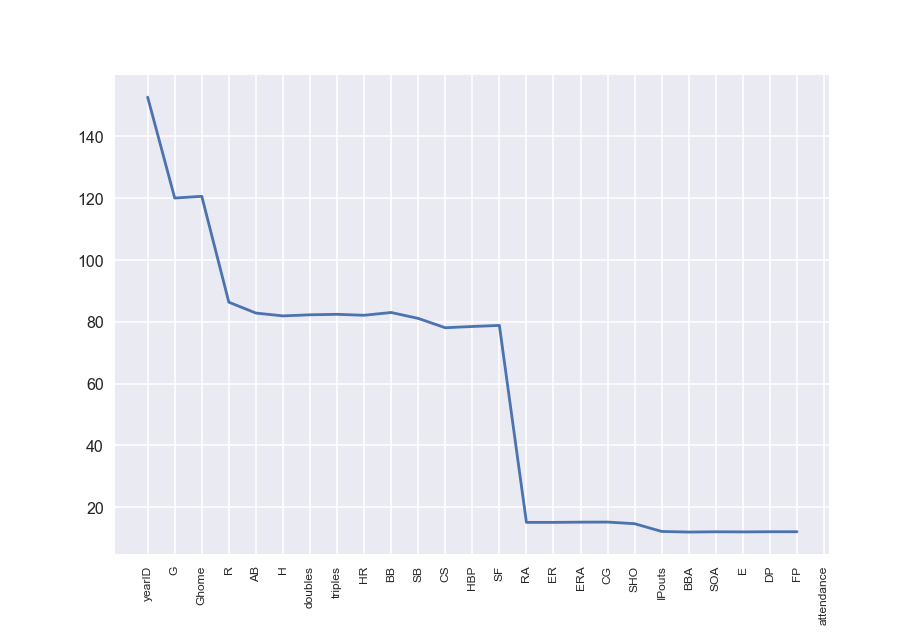 140
120
100
80
60
40
20
yearID
G
Ghome
R
AB
H
doubles
triples
HR
BB
SB
CS
HBP
SF
RA
ER
ERA
CG
SHO
IPouts
BBA
SOA
E
DP
FP
attendance